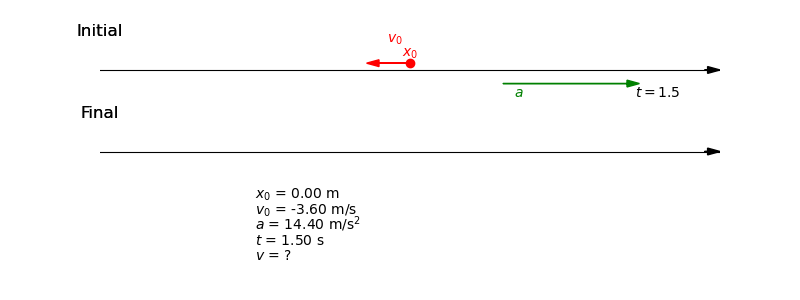 Initial
v₀
x₀
a
t = 1.5
Final
x₀ = 0.00 m
v₀ = -3.60 m/s
a = 14.40 m/s²
t = 1.50 s
v = ?